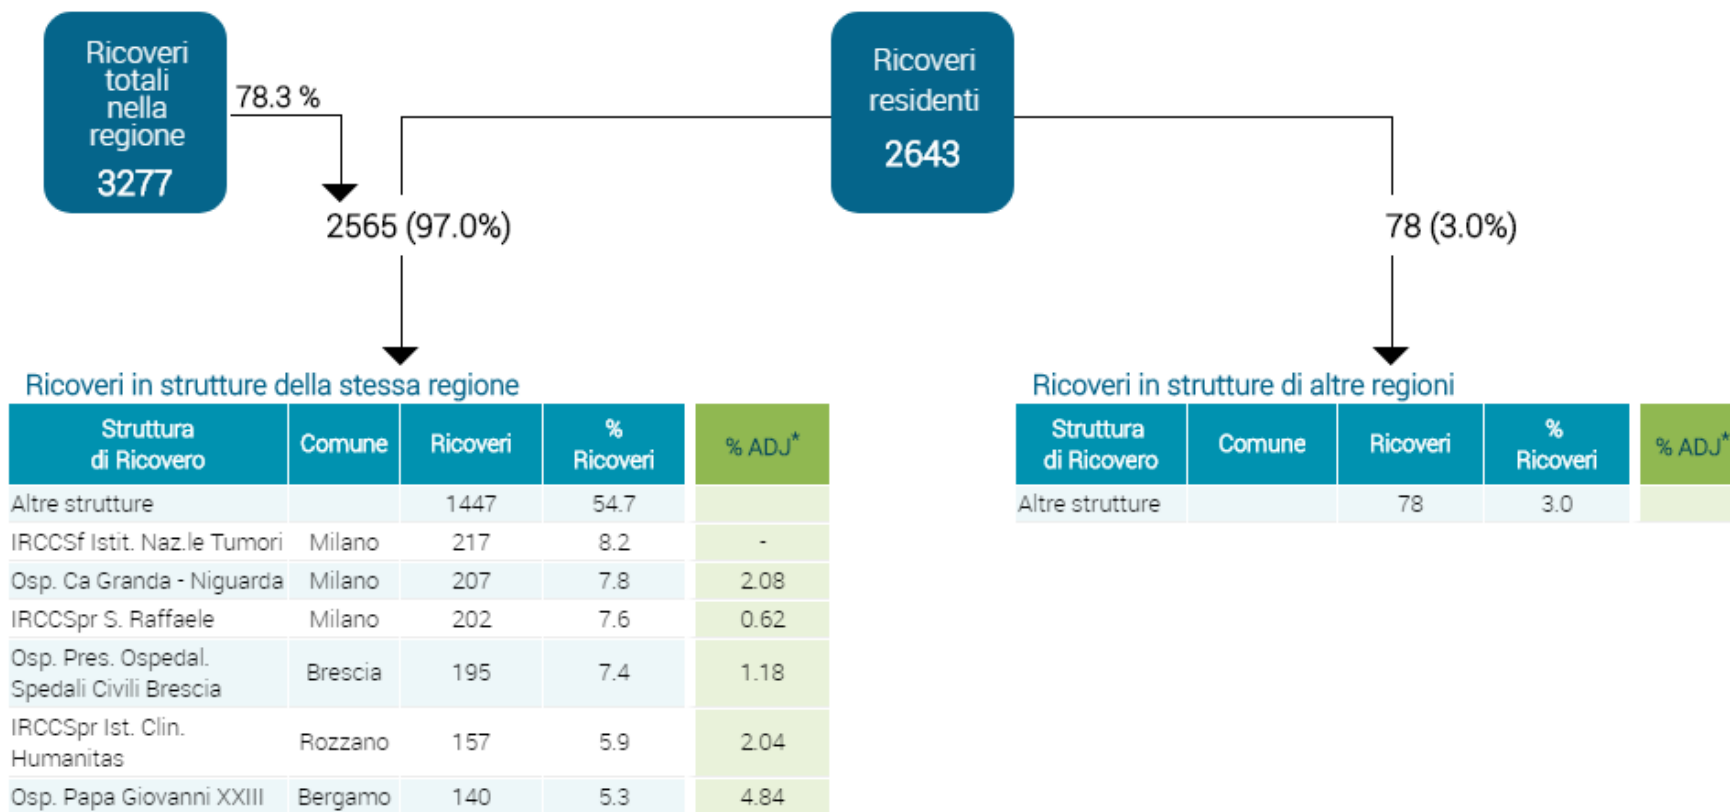 Ricoveri
totali
nella
regione
3277
78.3 %
Ricoveri
residenti
2643
2565 (97.0%)
78 (3.0%)
Ricoveri in strutture della stessa regione
Struttura
di Ricovero
Comune
Ricoveri
%
Ricoveri
% ADJ*
Altre strutture 1447 54.7
IRCCSf Istit. Naz.le Tumori Milano 217 8.2 -
Osp. Ca Granda - Niguarda Milano 207 7.8 2.08
IRCCSpr S. Raffaele Milano 202 7.6 0.62
Osp. Pres. Ospedal.
Spedali Civili Brescia
Brescia 195 7.4 1.18
IRCCSpr Ist. Clin.
Humanitas
Rozzano 157 5.9 2.04
Osp. Papa Giovanni XXIII Bergamo 140 5.3 4.84
Ricoveri in strutture di altre regioni
Struttura
di Ricovero
Comune
Ricoveri
%
Ricoveri
% ADJ*
Altre strutture 78 3.0